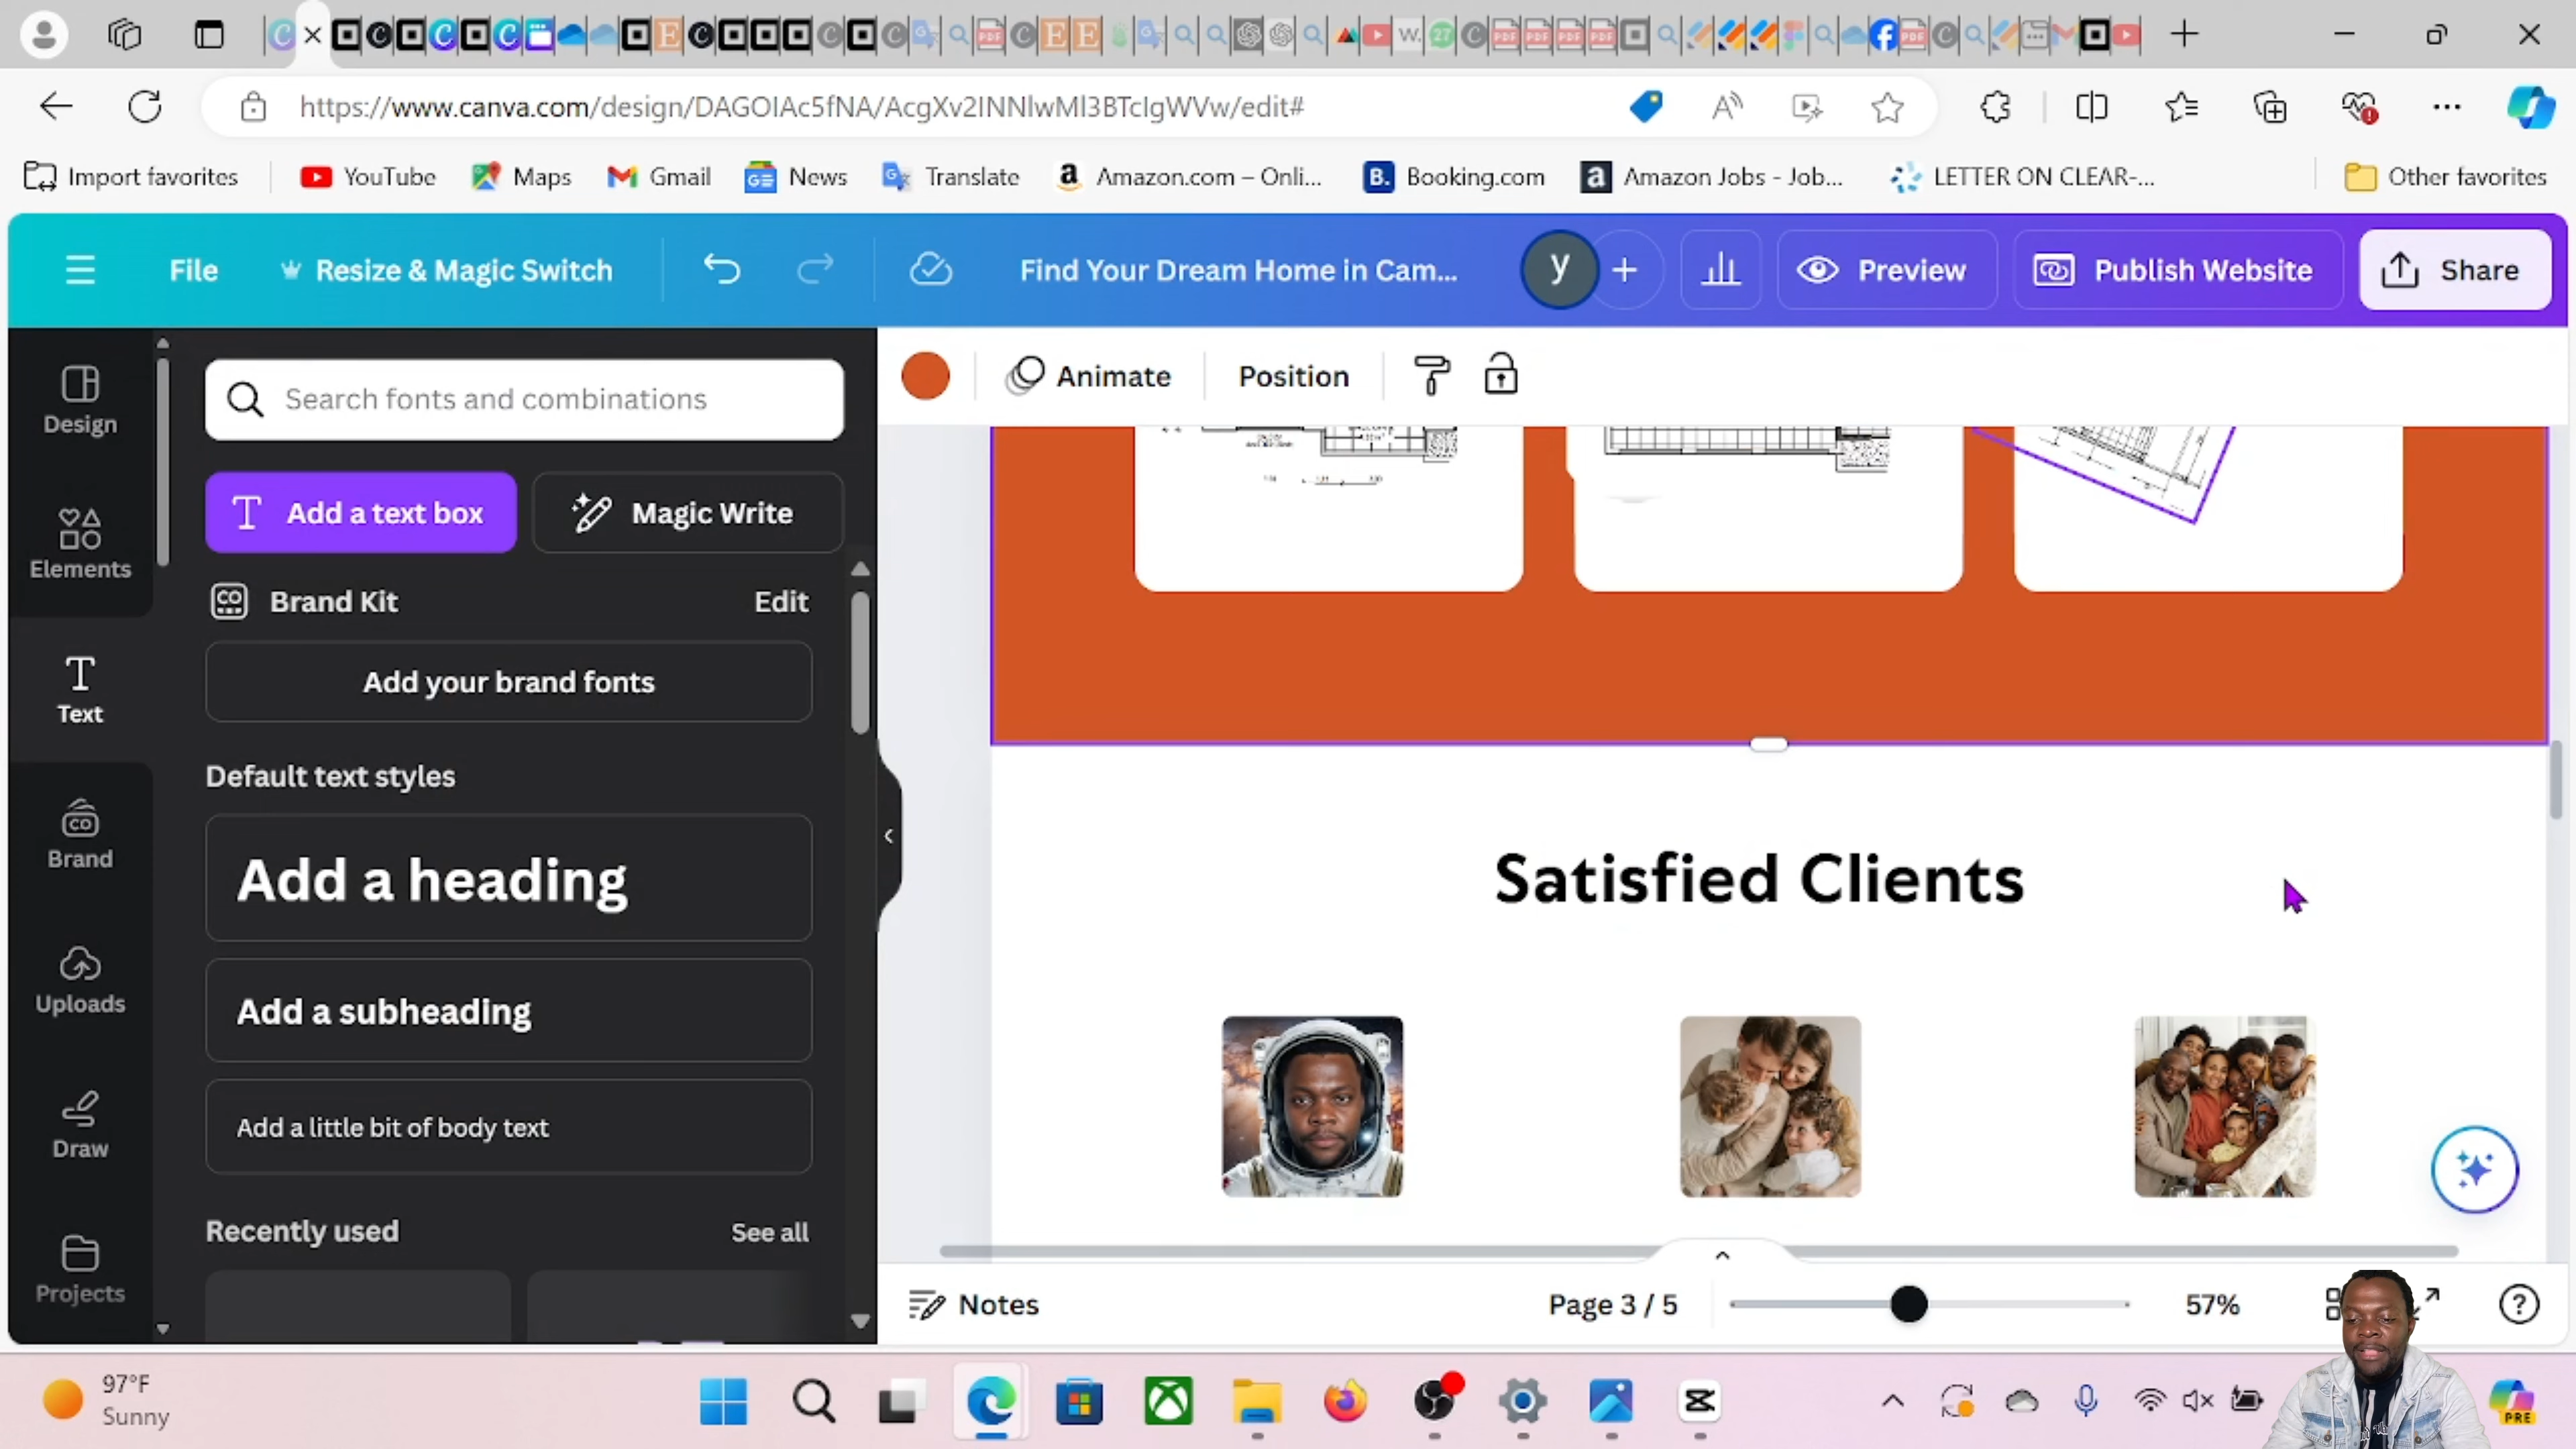 https://www.canva.com/design/DAGOIAc5fNA/AcgXv2INNlwMl3BTcIgWVw/edit#
Import favorites YouTube Maps Gmail News Translate Amazon.com – Onli... Booking.com Amazon Jobs - Job... LETTER ON CLEAR-... Other favorites
File Resize & Magic Switch Find Your Dream Home in Cam... y Preview Publish Website Share
Design
Elements
Text
Brand
Uploads
Draw
Projects
Search fonts and combinations
Add a text box Magic Write
Brand Kit Edit
Add your brand fonts
Default text styles
Add a heading
Add a subheading
Add a little bit of body text
Recently used See all
Animate Position
Satisfied Clients
Notes Page 3 / 5 57%
97°F
Sunny
PRE